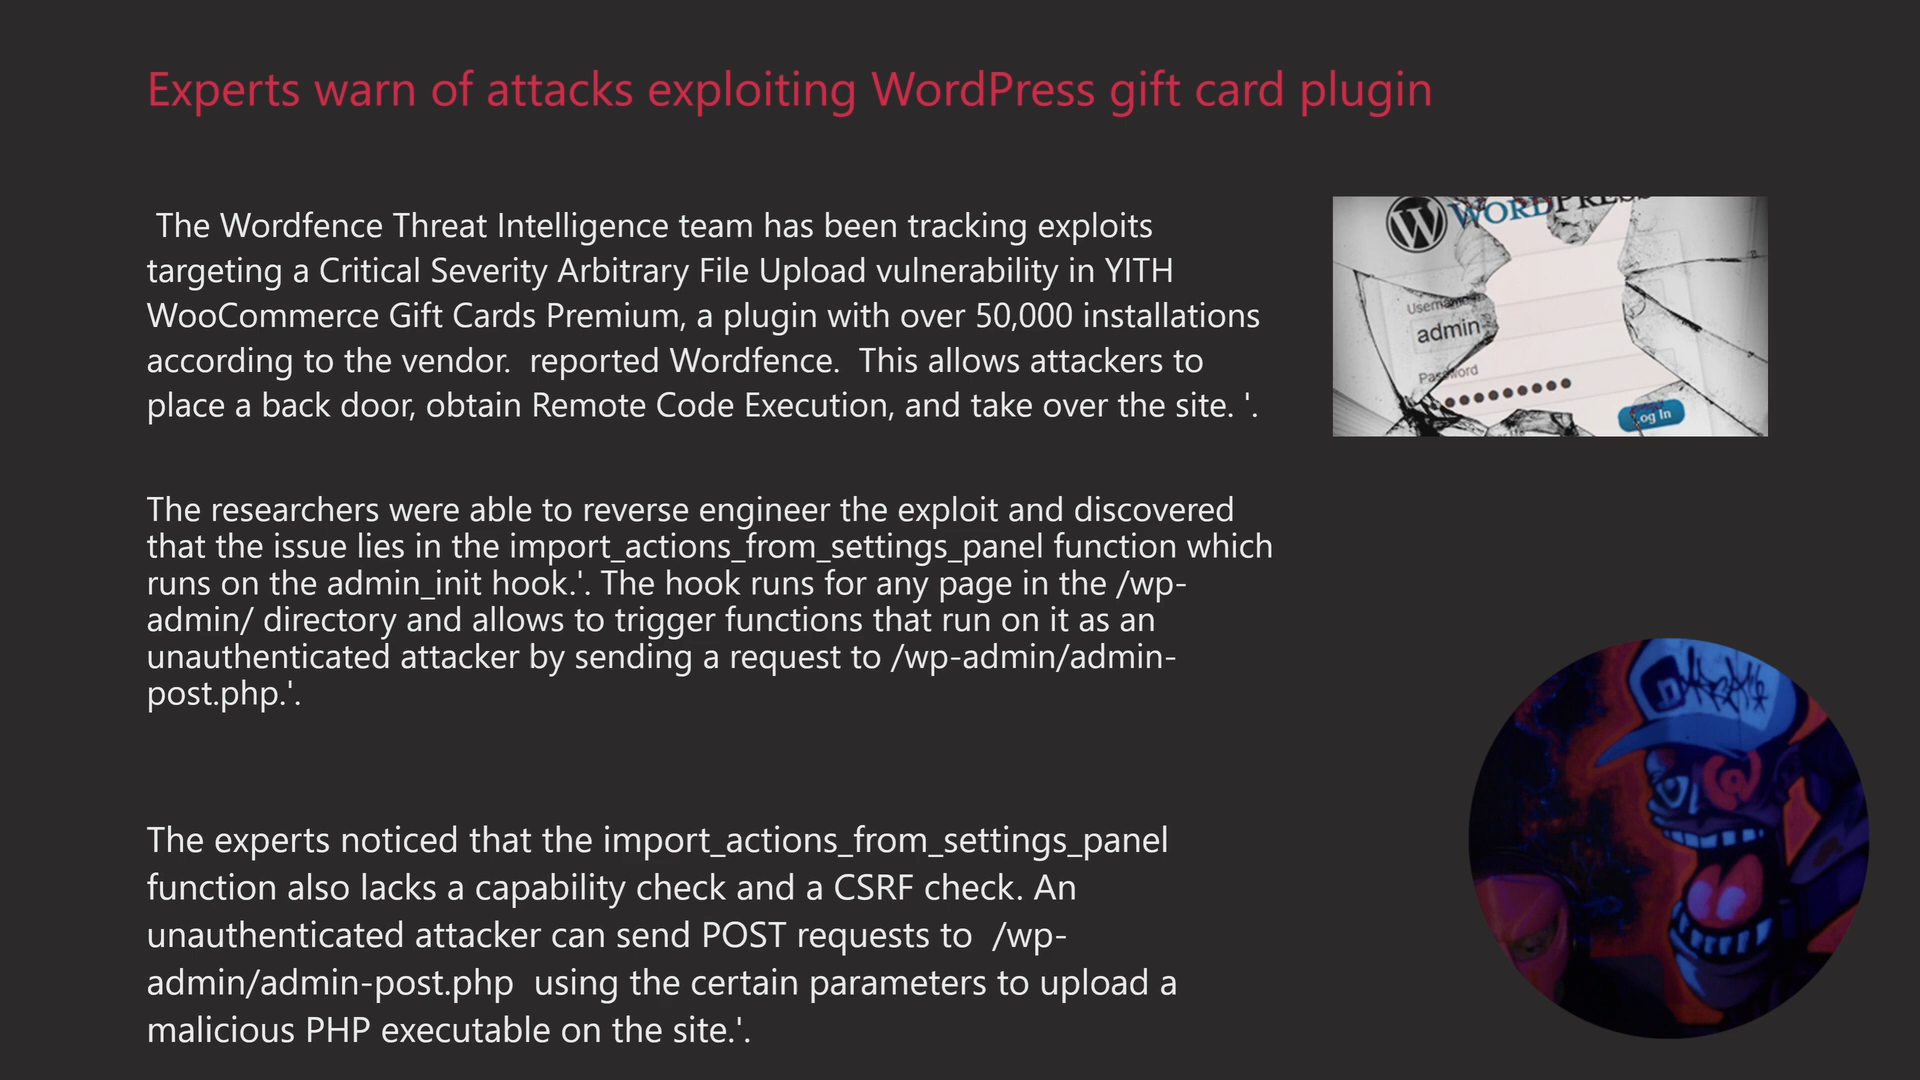 Experts warn of attacks exploiting WordPress gift card plugin
The Wordfence Threat Intelligence team has been tracking exploits
targeting a Critical Severity Arbitrary File Upload vulnerability in YITH
WooCommerce Gift Cards Premium, a plugin with over 50,000 installations
according to the vendor.  reported Wordfence.  This allows attackers to
place a back door, obtain Remote Code Execution, and take over the site. '.
WORDPRESS
Username
admin
Password
Log In
The researchers were able to reverse engineer the exploit and discovered
that the issue lies in the import_actions_from_settings_panel function which
runs on the admin_init hook.'. The hook runs for any page in the /wp-
admin/ directory and allows to trigger functions that run on it as an
unauthenticated attacker by sending a request to /wp-admin/admin-
post.php.'.
The experts noticed that the import_actions_from_settings_panel
function also lacks a capability check and a CSRF check. An
unauthenticated attacker can send POST requests to  /wp-
admin/admin-post.php  using the certain parameters to upload a
malicious PHP executable on the site.'.